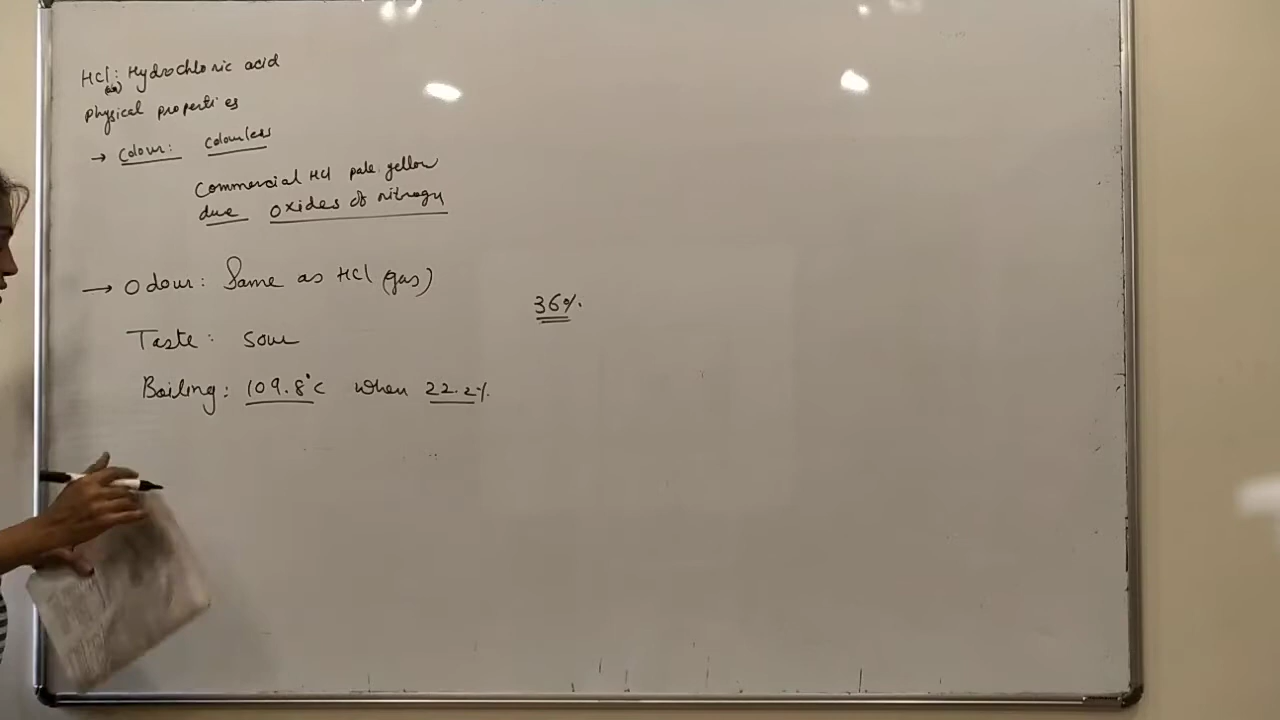 HCl: Hydrochloric acid
(aq)
physical properties
→ Colour: Colourless
Commercial HCl pale yellow
due oxides of nitrogen
→ Odour: Same as HCl (gas)
36%.
Taste: Sour
Boiling: 109.8°C when 22.2%.